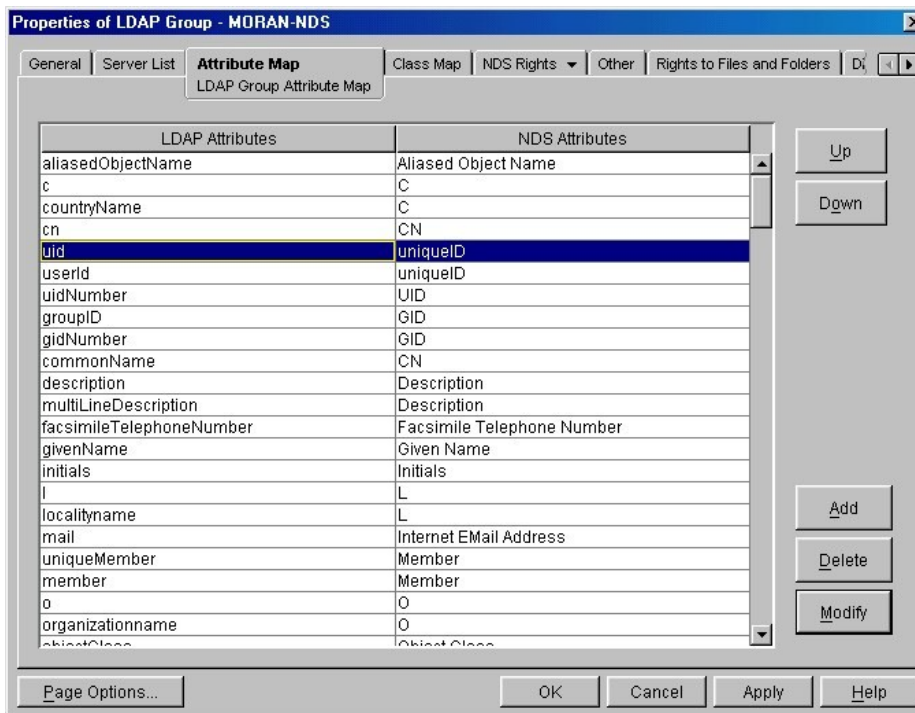 Properties of LDAP Group - MORAN-NDS
General Server List Attribute Map Class Map NDS Rights Other Rights to Files and Folders
LDAP Group Attribute Map
LDAP Attributes NDS Attributes
aliasedObjectName Aliased Object Name
c C
countryName C
cn CN
uid uniqueID
userId uniqueID
uidNumber UID
groupID GID
gidNumber GID
commonName CN
description Description
multiLineDescription Description
facsimileTelephoneNumber Facsimile Telephone Number
givenName Given Name
initials Initials
l L
localityname L
mail Internet EMail Address
uniqueMember Member
member Member
o O
organizationname O
objectClass Object Class
Up
Down
Add
Delete
Modify
Page Options... OK Cancel Apply Help